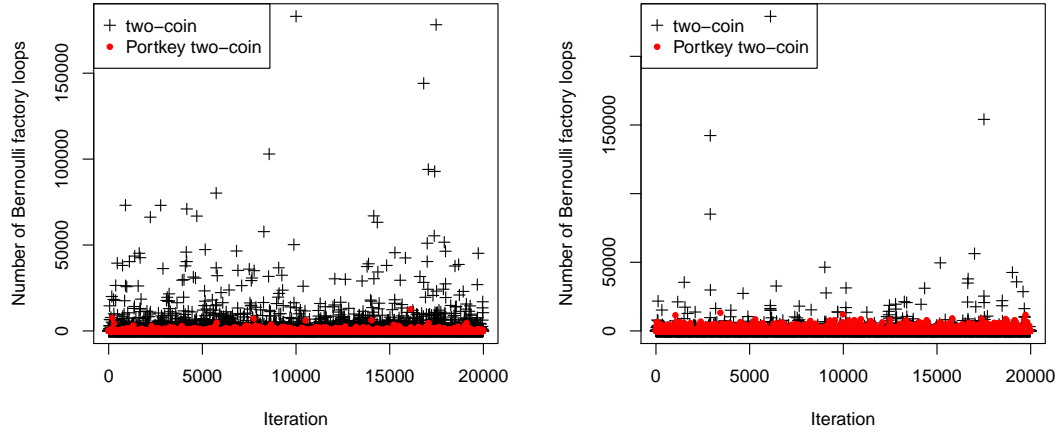 two−coin
Portkey two−coin
Number of Bernoulli factory loops
150000
100000
50000
0
0
5000
10000
15000
20000
Iteration
two−coin
Portkey two−coin
Number of Bernoulli factory loops
150000
50000
0
0
5000
10000
15000
20000
Iteration